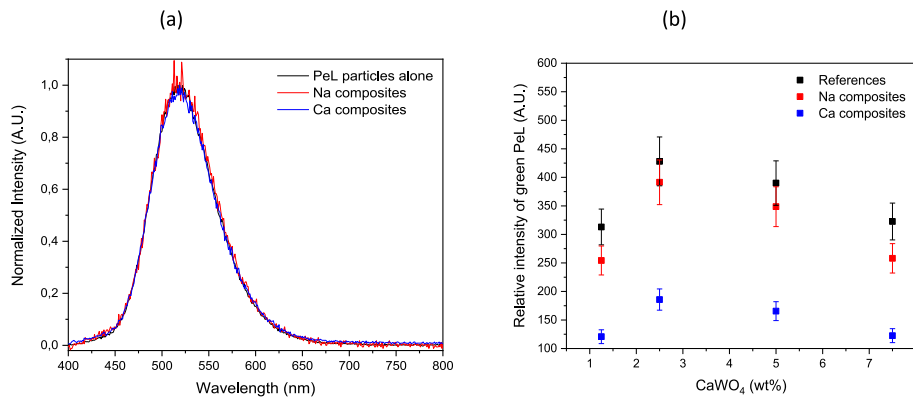 (a)
Normalized Intensity (A.U.)
1,0
0,8
0,6
0,4
0,2
0,0
400 450 500 550 600 650 700 750 800
Wavelength (nm)
PeL particles alone
Na composites
Ca composites
(b)
Relative intensity of green PeL (A.U.)
600
550
500
450
400
350
300
250
200
150
100
1 2 3 4 5 6 7
CaWO₄ (wt%)
References
Na composites
Ca composites